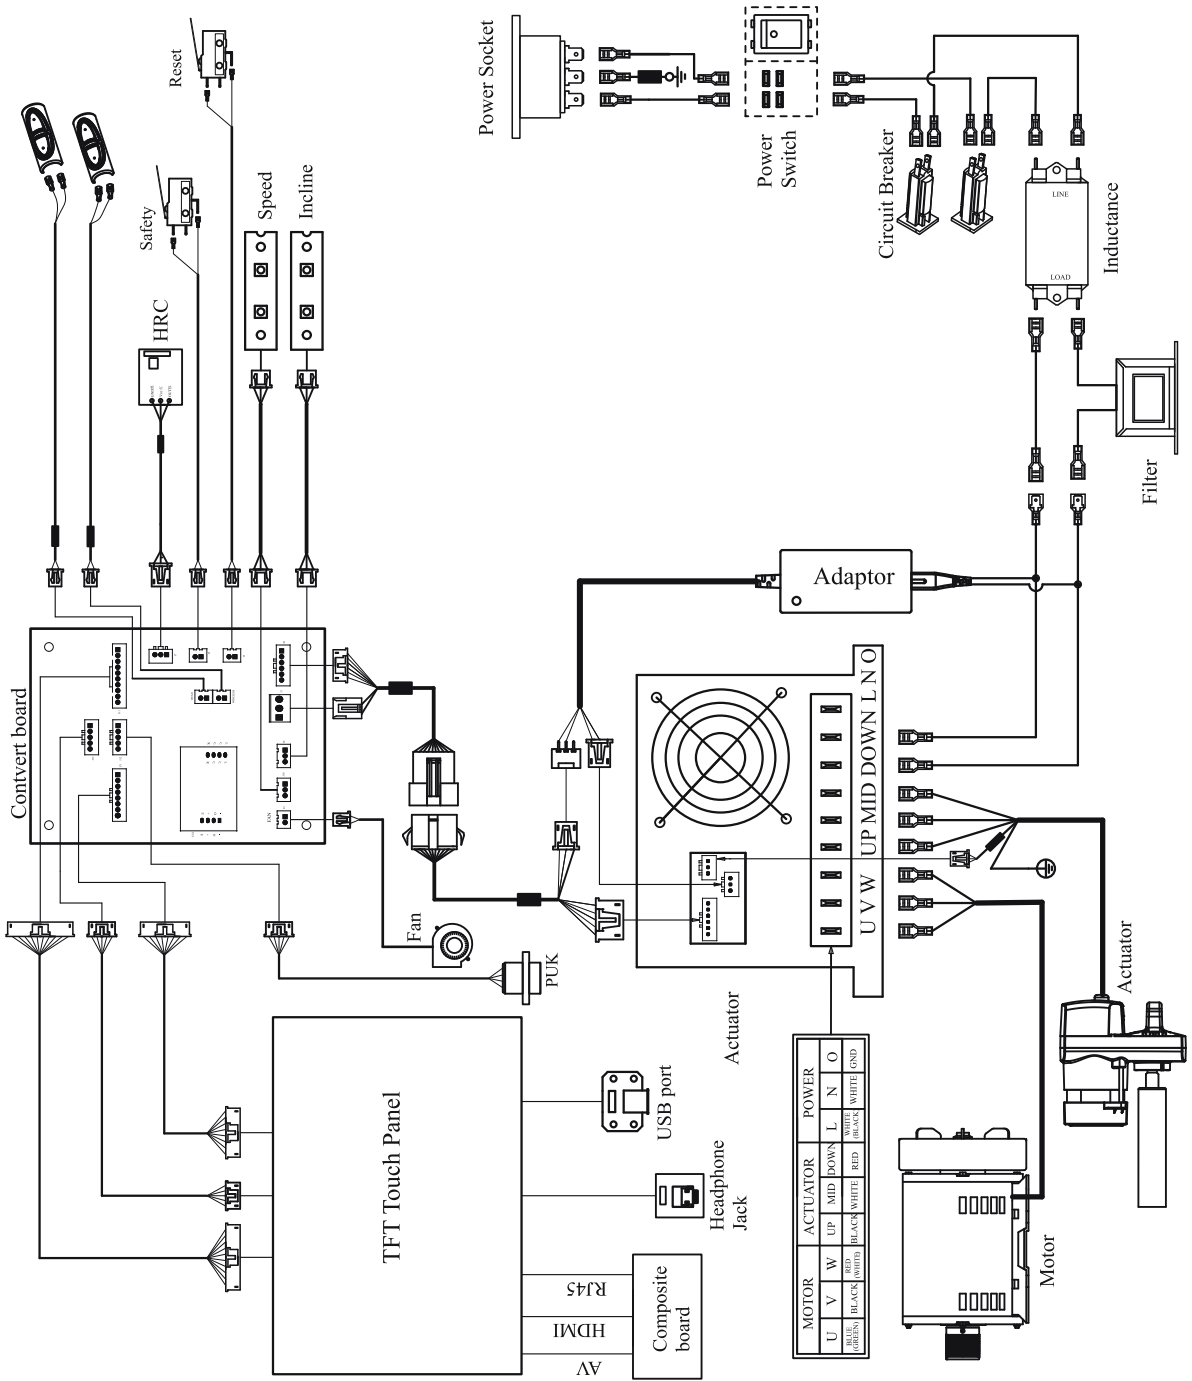 Reset
Safety
Speed
Incline
HRC
Contvert board
FAN
Fan
PUK
TFT Touch Panel
USB port
Headphone
Jack
RJ45
HDMI
AV
Composite
board
Power Socket
Power
Switch
Circuit Breaker
LINE
LOAD
Inductance
Filter
Adaptor
U V W UP MID DOWN L N O
Actuator
MOTOR ACTUATOR POWER
U V W UP MID DOWN L N O
BLUE
(GREEN)
BLACK
RED
(WHITE)
BLACK
WHITE
RED
WHITE
(BLACK
WHITE
GND
Motor
Actuator